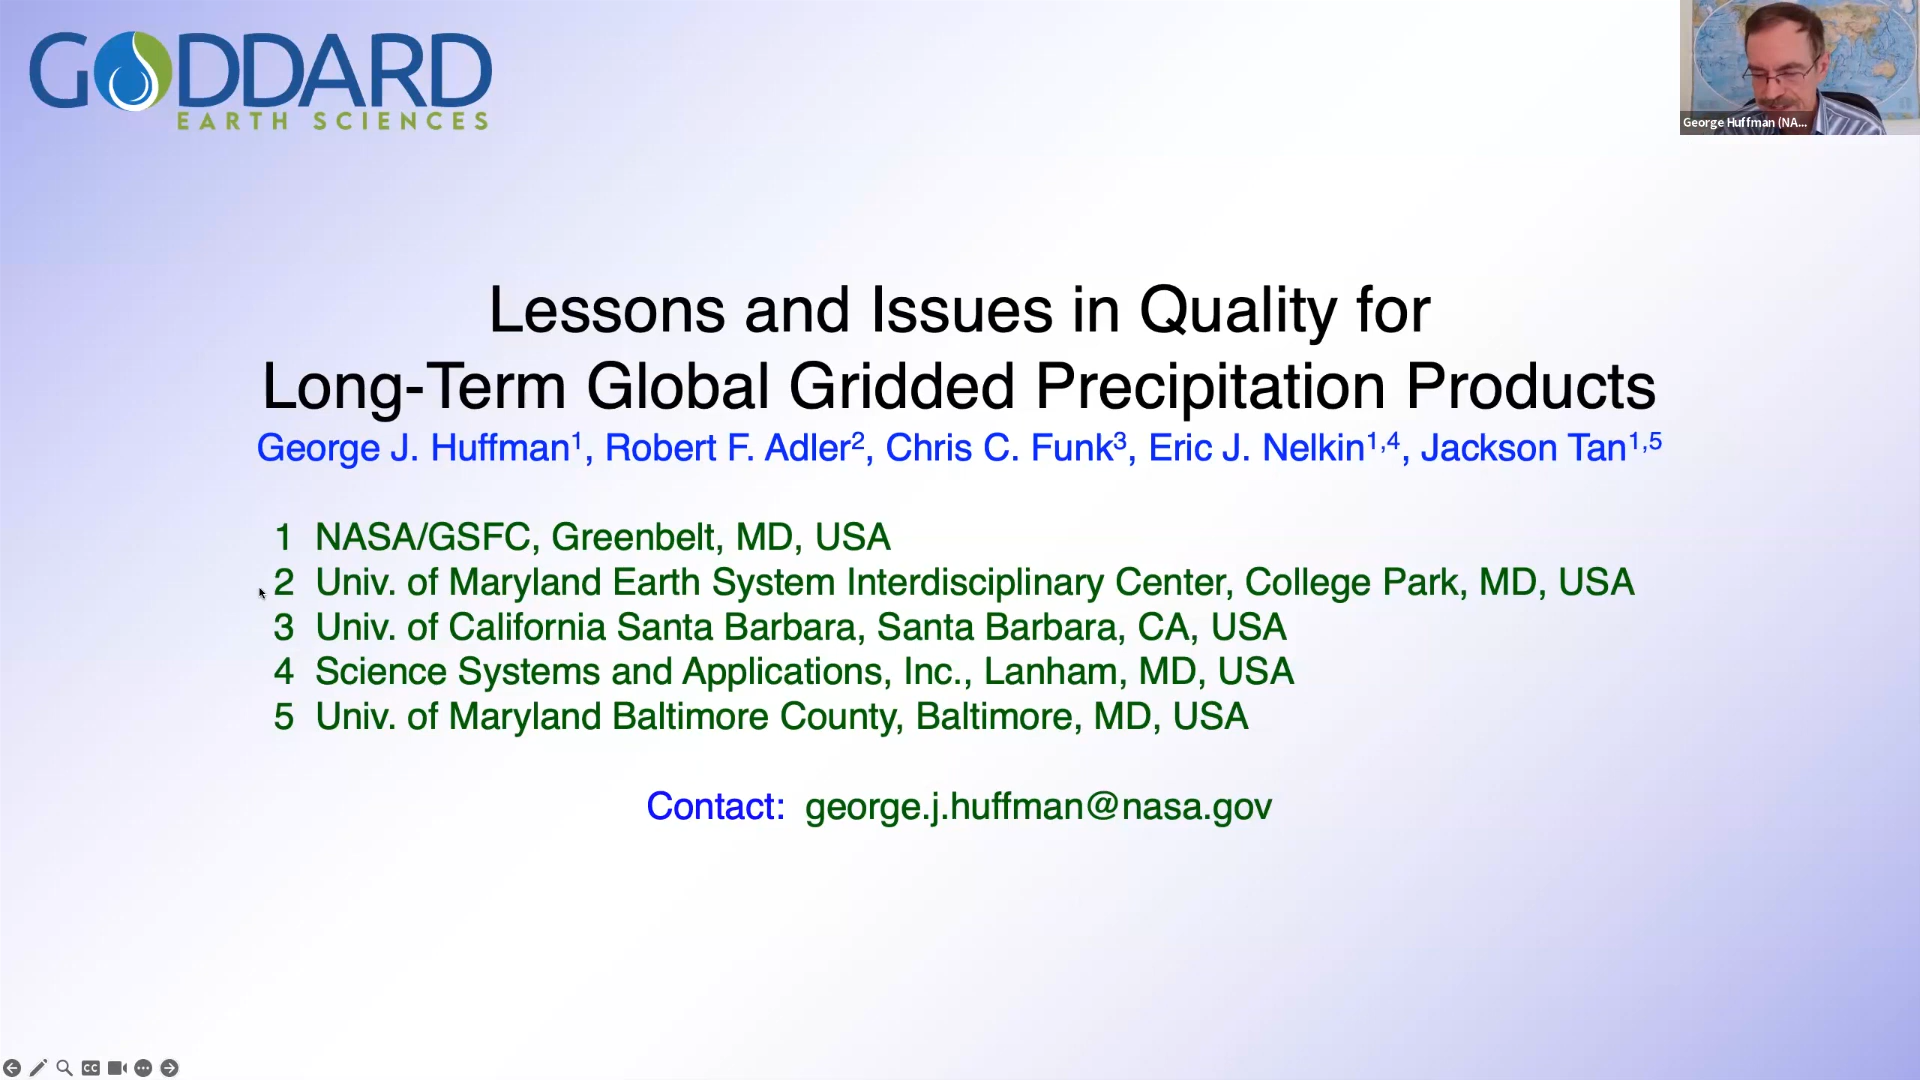 GODDARD
EARTH SCIENCES
George Huffman (NA...
Lessons and Issues in Quality for
Long-Term Global Gridded Precipitation Products
George J. Huffman1, Robert F. Adler2, Chris C. Funk3, Eric J. Nelkin1,4, Jackson Tan1,5
1 NASA/GSFC, Greenbelt, MD, USA
2 Univ. of Maryland Earth System Interdisciplinary Center, College Park, MD, USA
3 Univ. of California Santa Barbara, Santa Barbara, CA, USA
4 Science Systems and Applications, Inc., Lanham, MD, USA
5 Univ. of Maryland Baltimore County, Baltimore, MD, USA
Contact: george.j.huffman@nasa.gov
CC